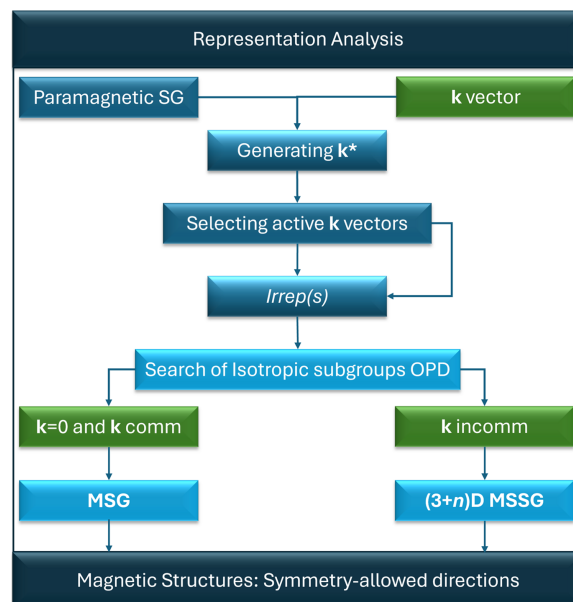 Representation Analysis
Paramagnetic SG
k vector
Generating k*
Selecting active k vectors
Irrep(s)
Search of Isotropic subgroups OPD
k=0 and k comm
k incomm
MSG
(3+n)D MSSG
Magnetic Structures: Symmetry-allowed directions